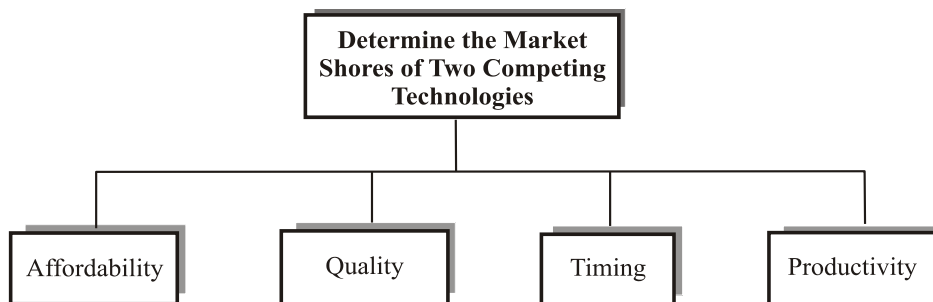 Determine the Market
Shores of Two Competing
Technologies
Affordability
Quality
Timing
Productivity